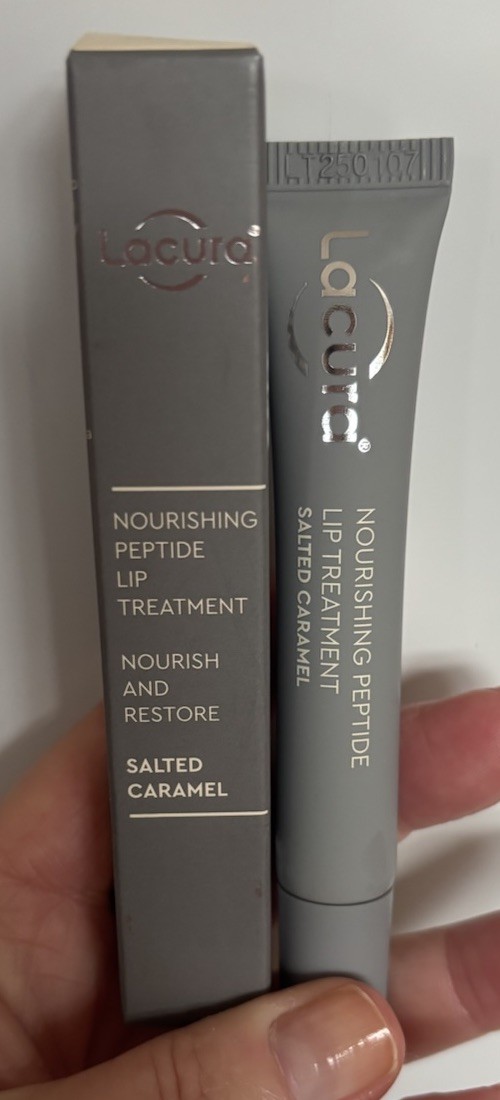 Lacura®
NOURISHING
PEPTIDE
LIP
TREATMENT
NOURISH
AND
RESTORE
SALTED
CARAMEL
LT250107
Lacura®
NOURISHING PEPTIDE
LIP TREATMENT
SALTED CARAMEL